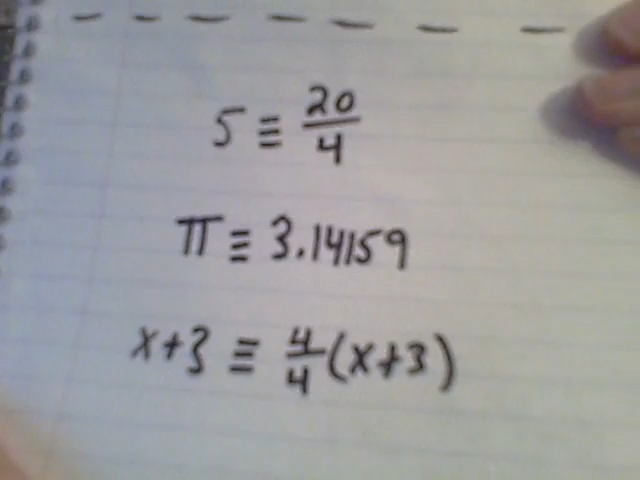 5 ≡ 20/4
π ≡ 3.14159
x+3 ≡ 4/4(x+3)